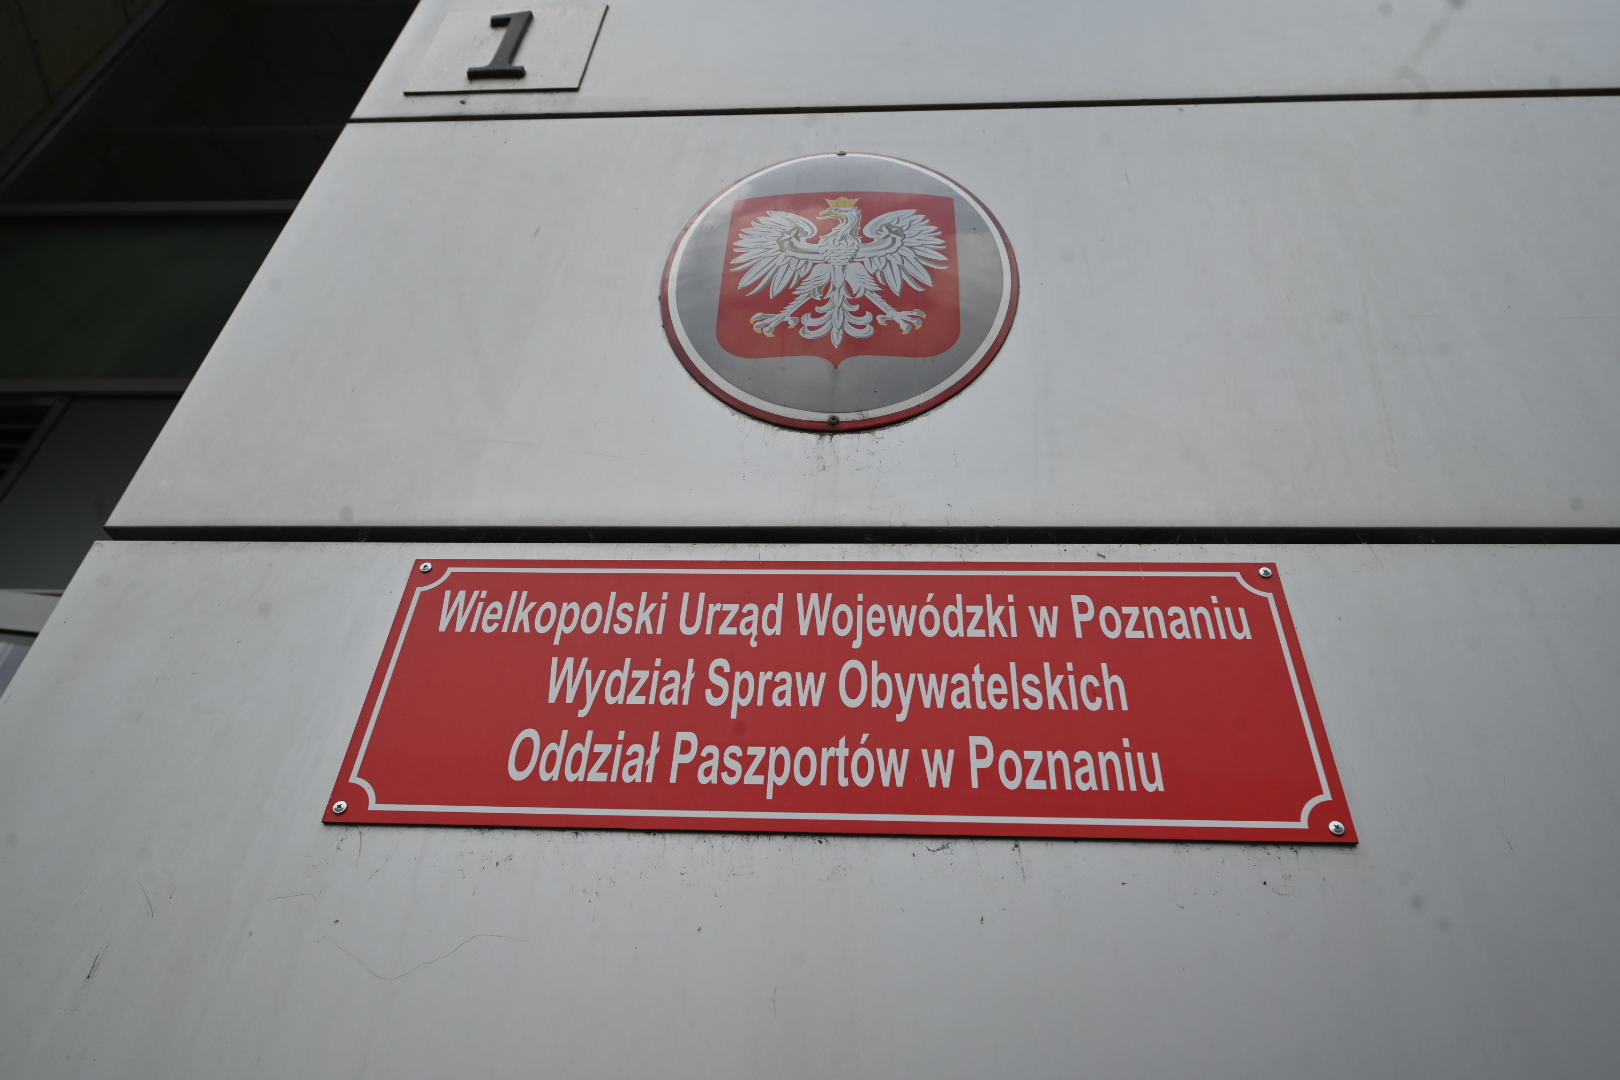 1
Wielkopolski Urząd Wojewódzki w Poznaniu
Wydział Spraw Obywatelskich
Oddział Paszportów w Poznaniu